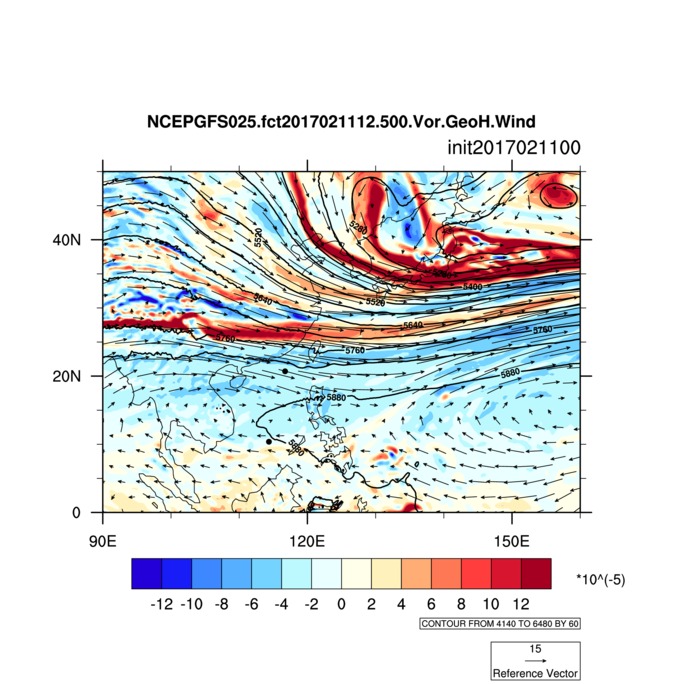 NCEPGFS025.fct2017021112.500.Vor.GeoH.Wind
init2017021100
40N
20N
0
90E 120E 150E
5280
5520
5400
5640
5520
5640
5760
5760
5760
5880
5880
5880
-12 -10 -8 -6 -4 -2 0 2 4 6 8 10 12
*10^(-5)
CONTOUR FROM 4140 TO 6480 BY 60
15
Reference Vector